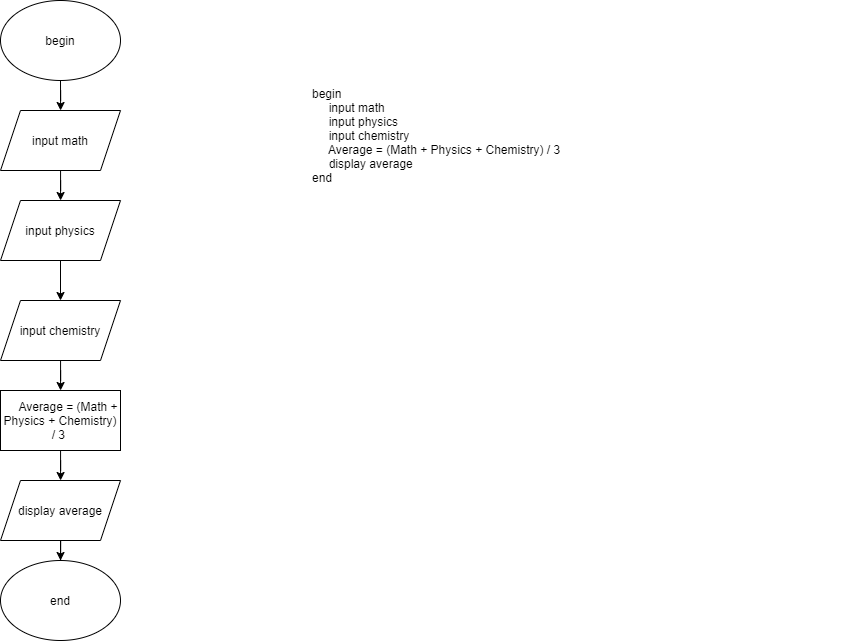 begin
input math
input physics
input chemistry
Average = (Math +
Physics + Chemistry)
/ 3
display average
end
begin
input math
input physics
input chemistry
Average = (Math + Physics + Chemistry) / 3
display average
end